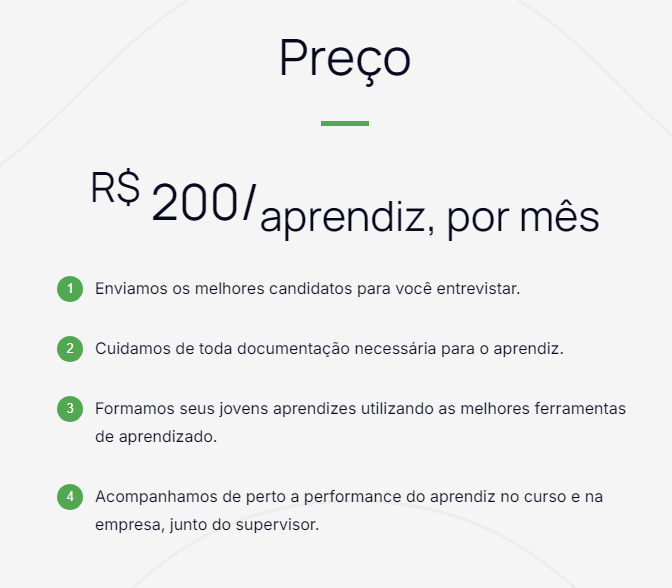 Preço
R$ 200/aprendiz, por mês
1 Enviamos os melhores candidatos para você entrevistar.
2 Cuidamos de toda documentação necessária para o aprendiz.
3 Formamos seus jovens aprendizes utilizando as melhores ferramentas
de aprendizado.
4 Acompanhamos de perto a performance do aprendiz no curso e na
empresa, junto do supervisor.